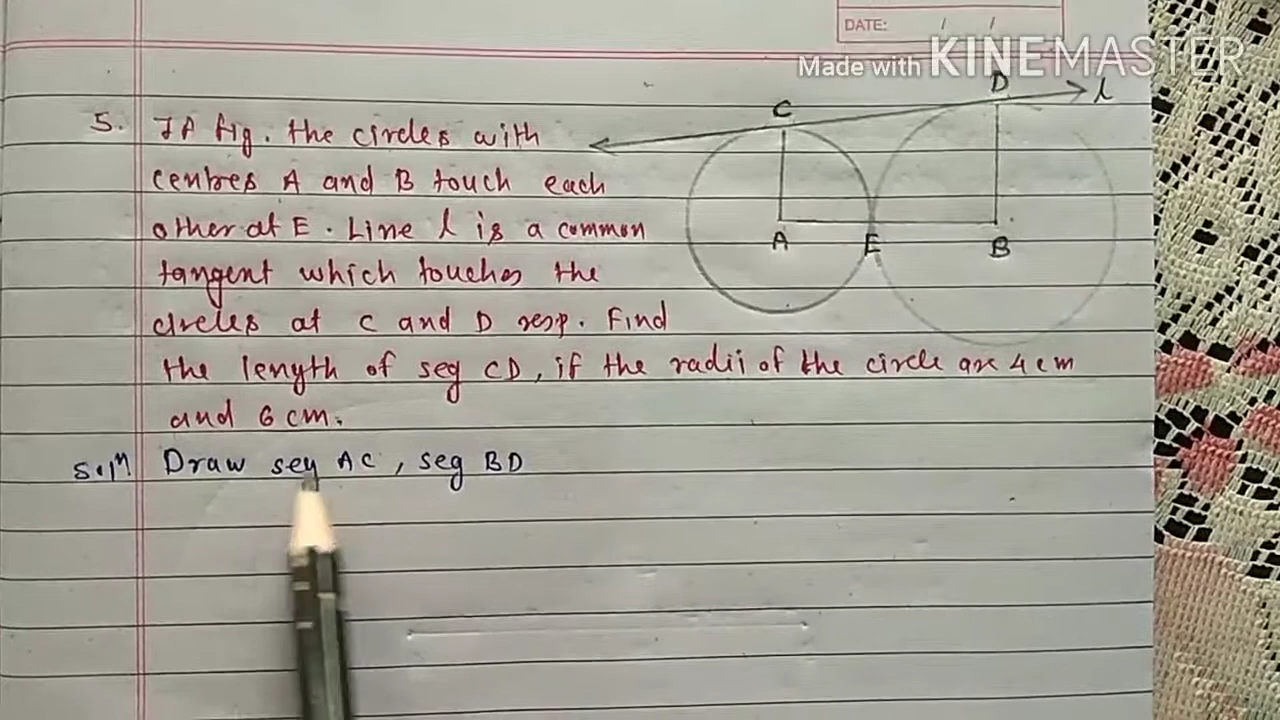 DATE: / /
Made with KINEMASTER
5. If fig. the circles with
centres A and B touch each
other at E. Line l is a common
tangent which touches the
circles at C and D resp. Find
the length of seg CD, if the radii of the circle are 4 cm
and 6 cm.
Soln Draw seg AC, seg BD
C D l
A E B